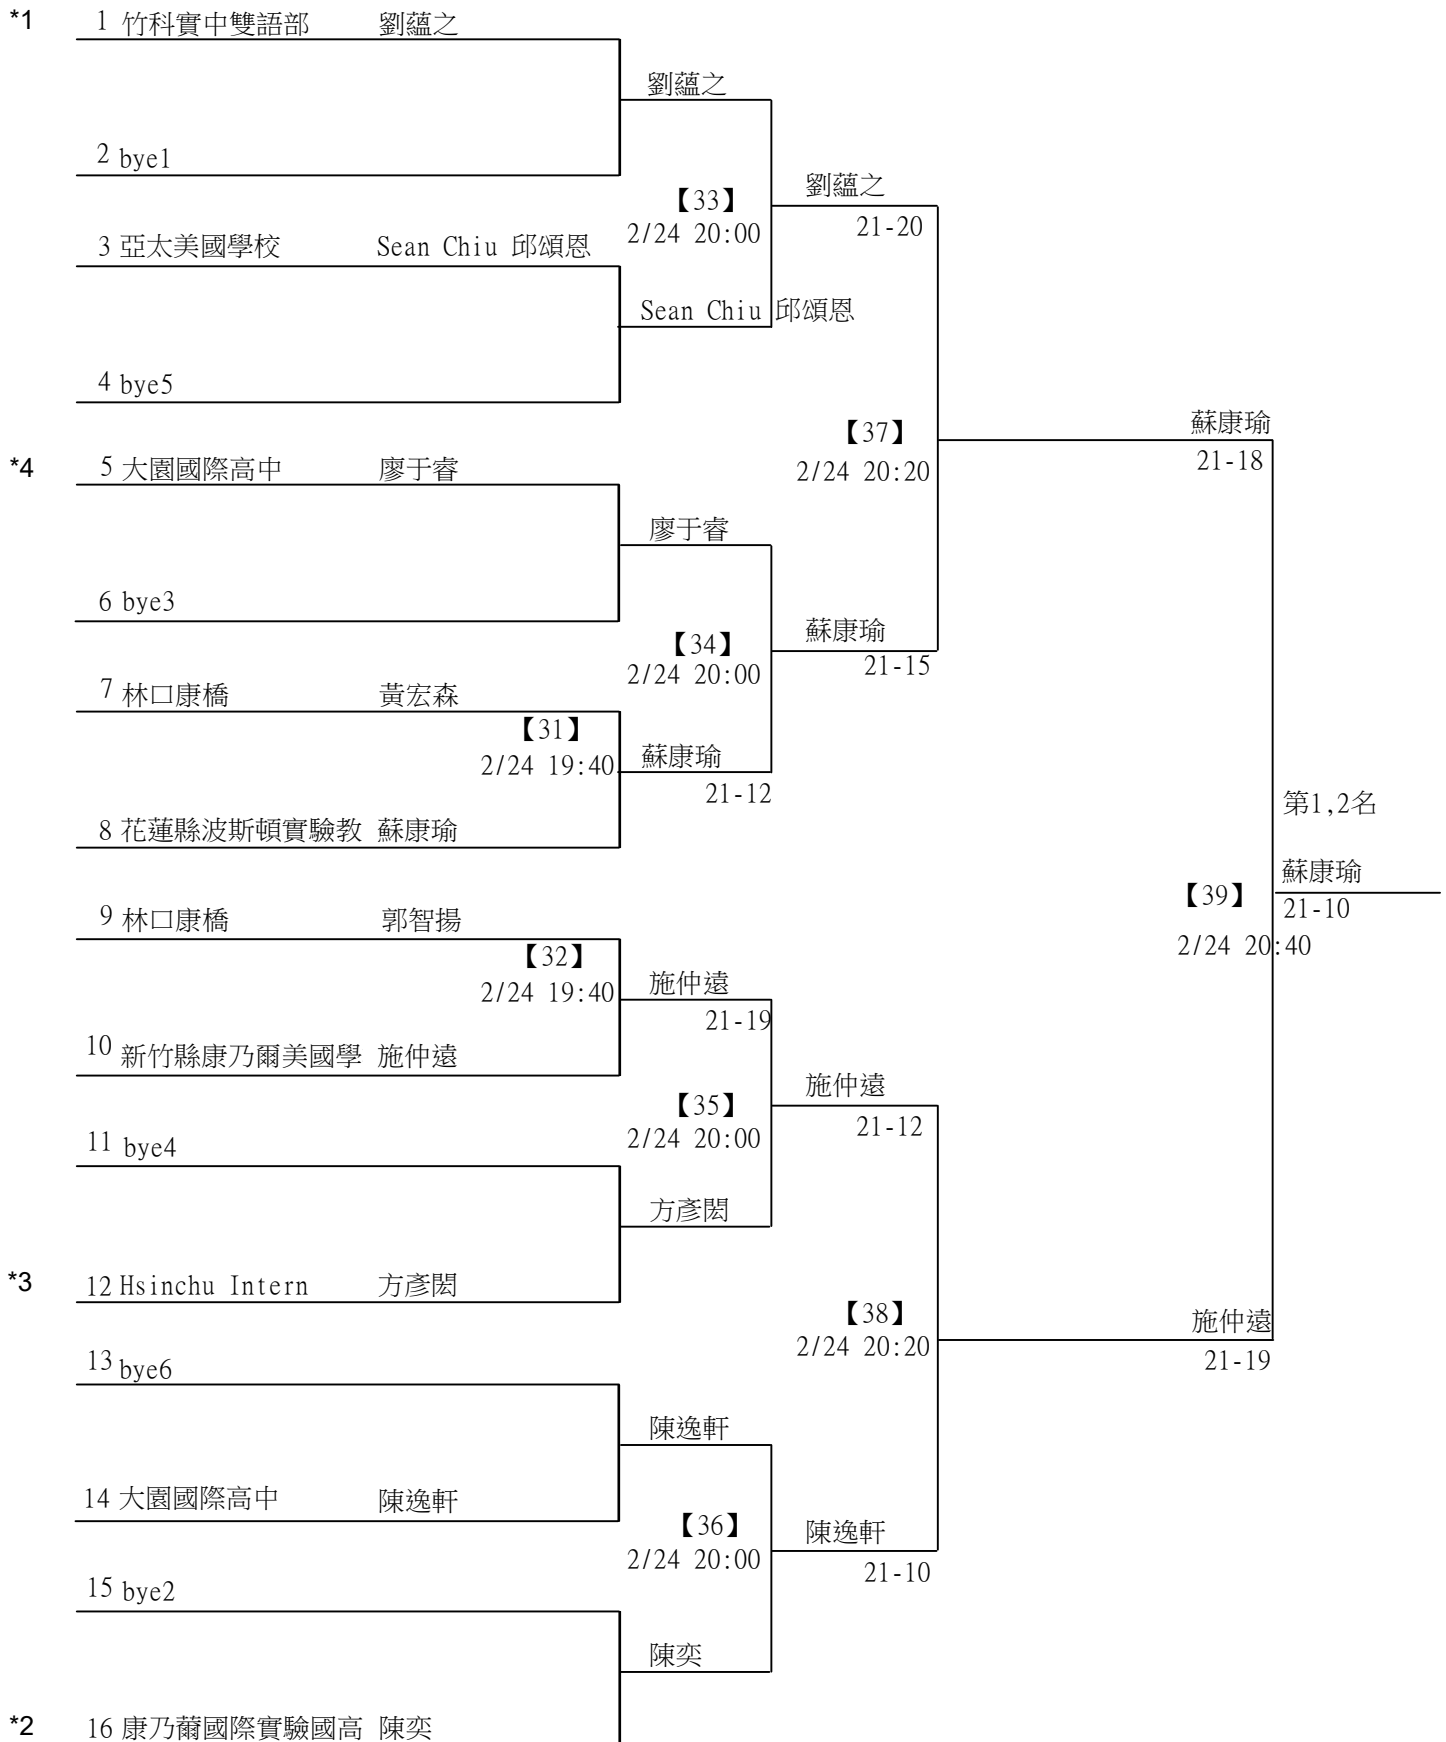 *1 1 竹科實中雙語部 劉蘊之
劉蘊之
2 bye1
劉蘊之
【33】
2/24 20:00
21-20
3 亞太美國學校 Sean Chiu 邱頌恩
Sean Chiu 邱頌恩
4 bye5
蘇康瑜
【37】
21-18
2/24 20:20
*4 5 大園國際高中 廖于睿
廖于睿
6 bye3
蘇康瑜
【34】
2/24 20:00
21-15
7 林口康橋 黃宏森
【31】
2/24 19:40
蘇康瑜
21-12
第1,2名
8 花蓮縣波斯頓實驗教 蘇康瑜
蘇康瑜
【39】
21-10
2/24 20:40
9 林口康橋 郭智揚
【32】
2/24 19:40
施仲遠
21-19
10 新竹縣康乃爾美國學 施仲遠
施仲遠
【35】
2/24 20:00
21-12
11 bye4
方彥閎
*3 12 Hsinchu Intern 方彥閎
【38】
2/24 20:20
施仲遠
21-19
13 bye6
陳逸軒
14 大園國際高中 陳逸軒
【36】
2/24 20:00
陳逸軒
21-10
15 bye2
陳奕
*2 16 康乃薾國際實驗國高 陳奕